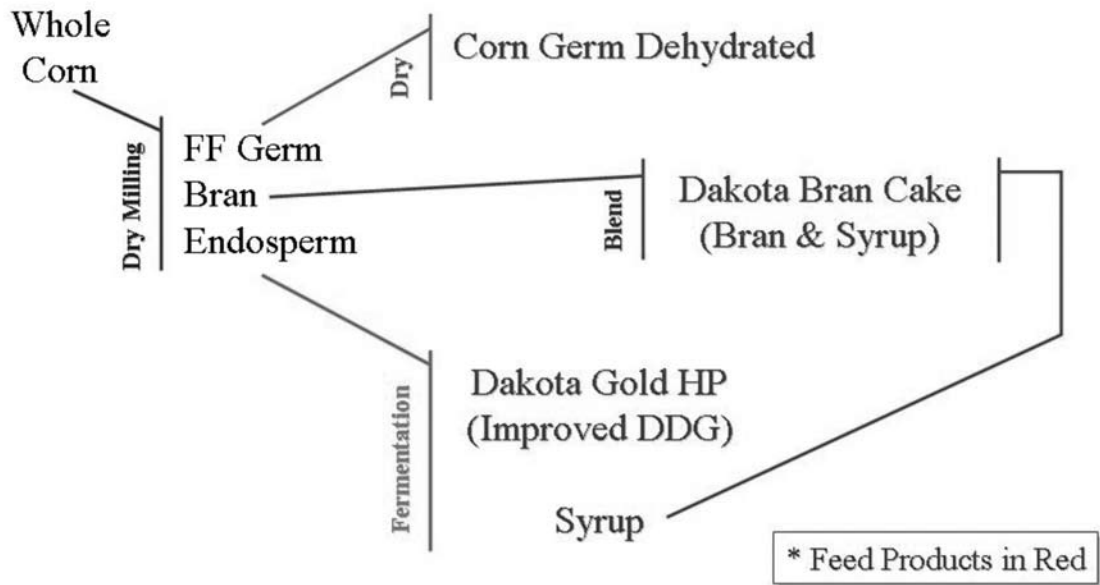 Whole
Corn
Dry Milling
FF Germ
Bran
Endosperm
Dry
Corn Germ Dehydrated
Blend
Dakota Bran Cake
(Bran & Syrup)
Fermentation
Dakota Gold HP
(Improved DDG)
Syrup
* Feed Products in Red